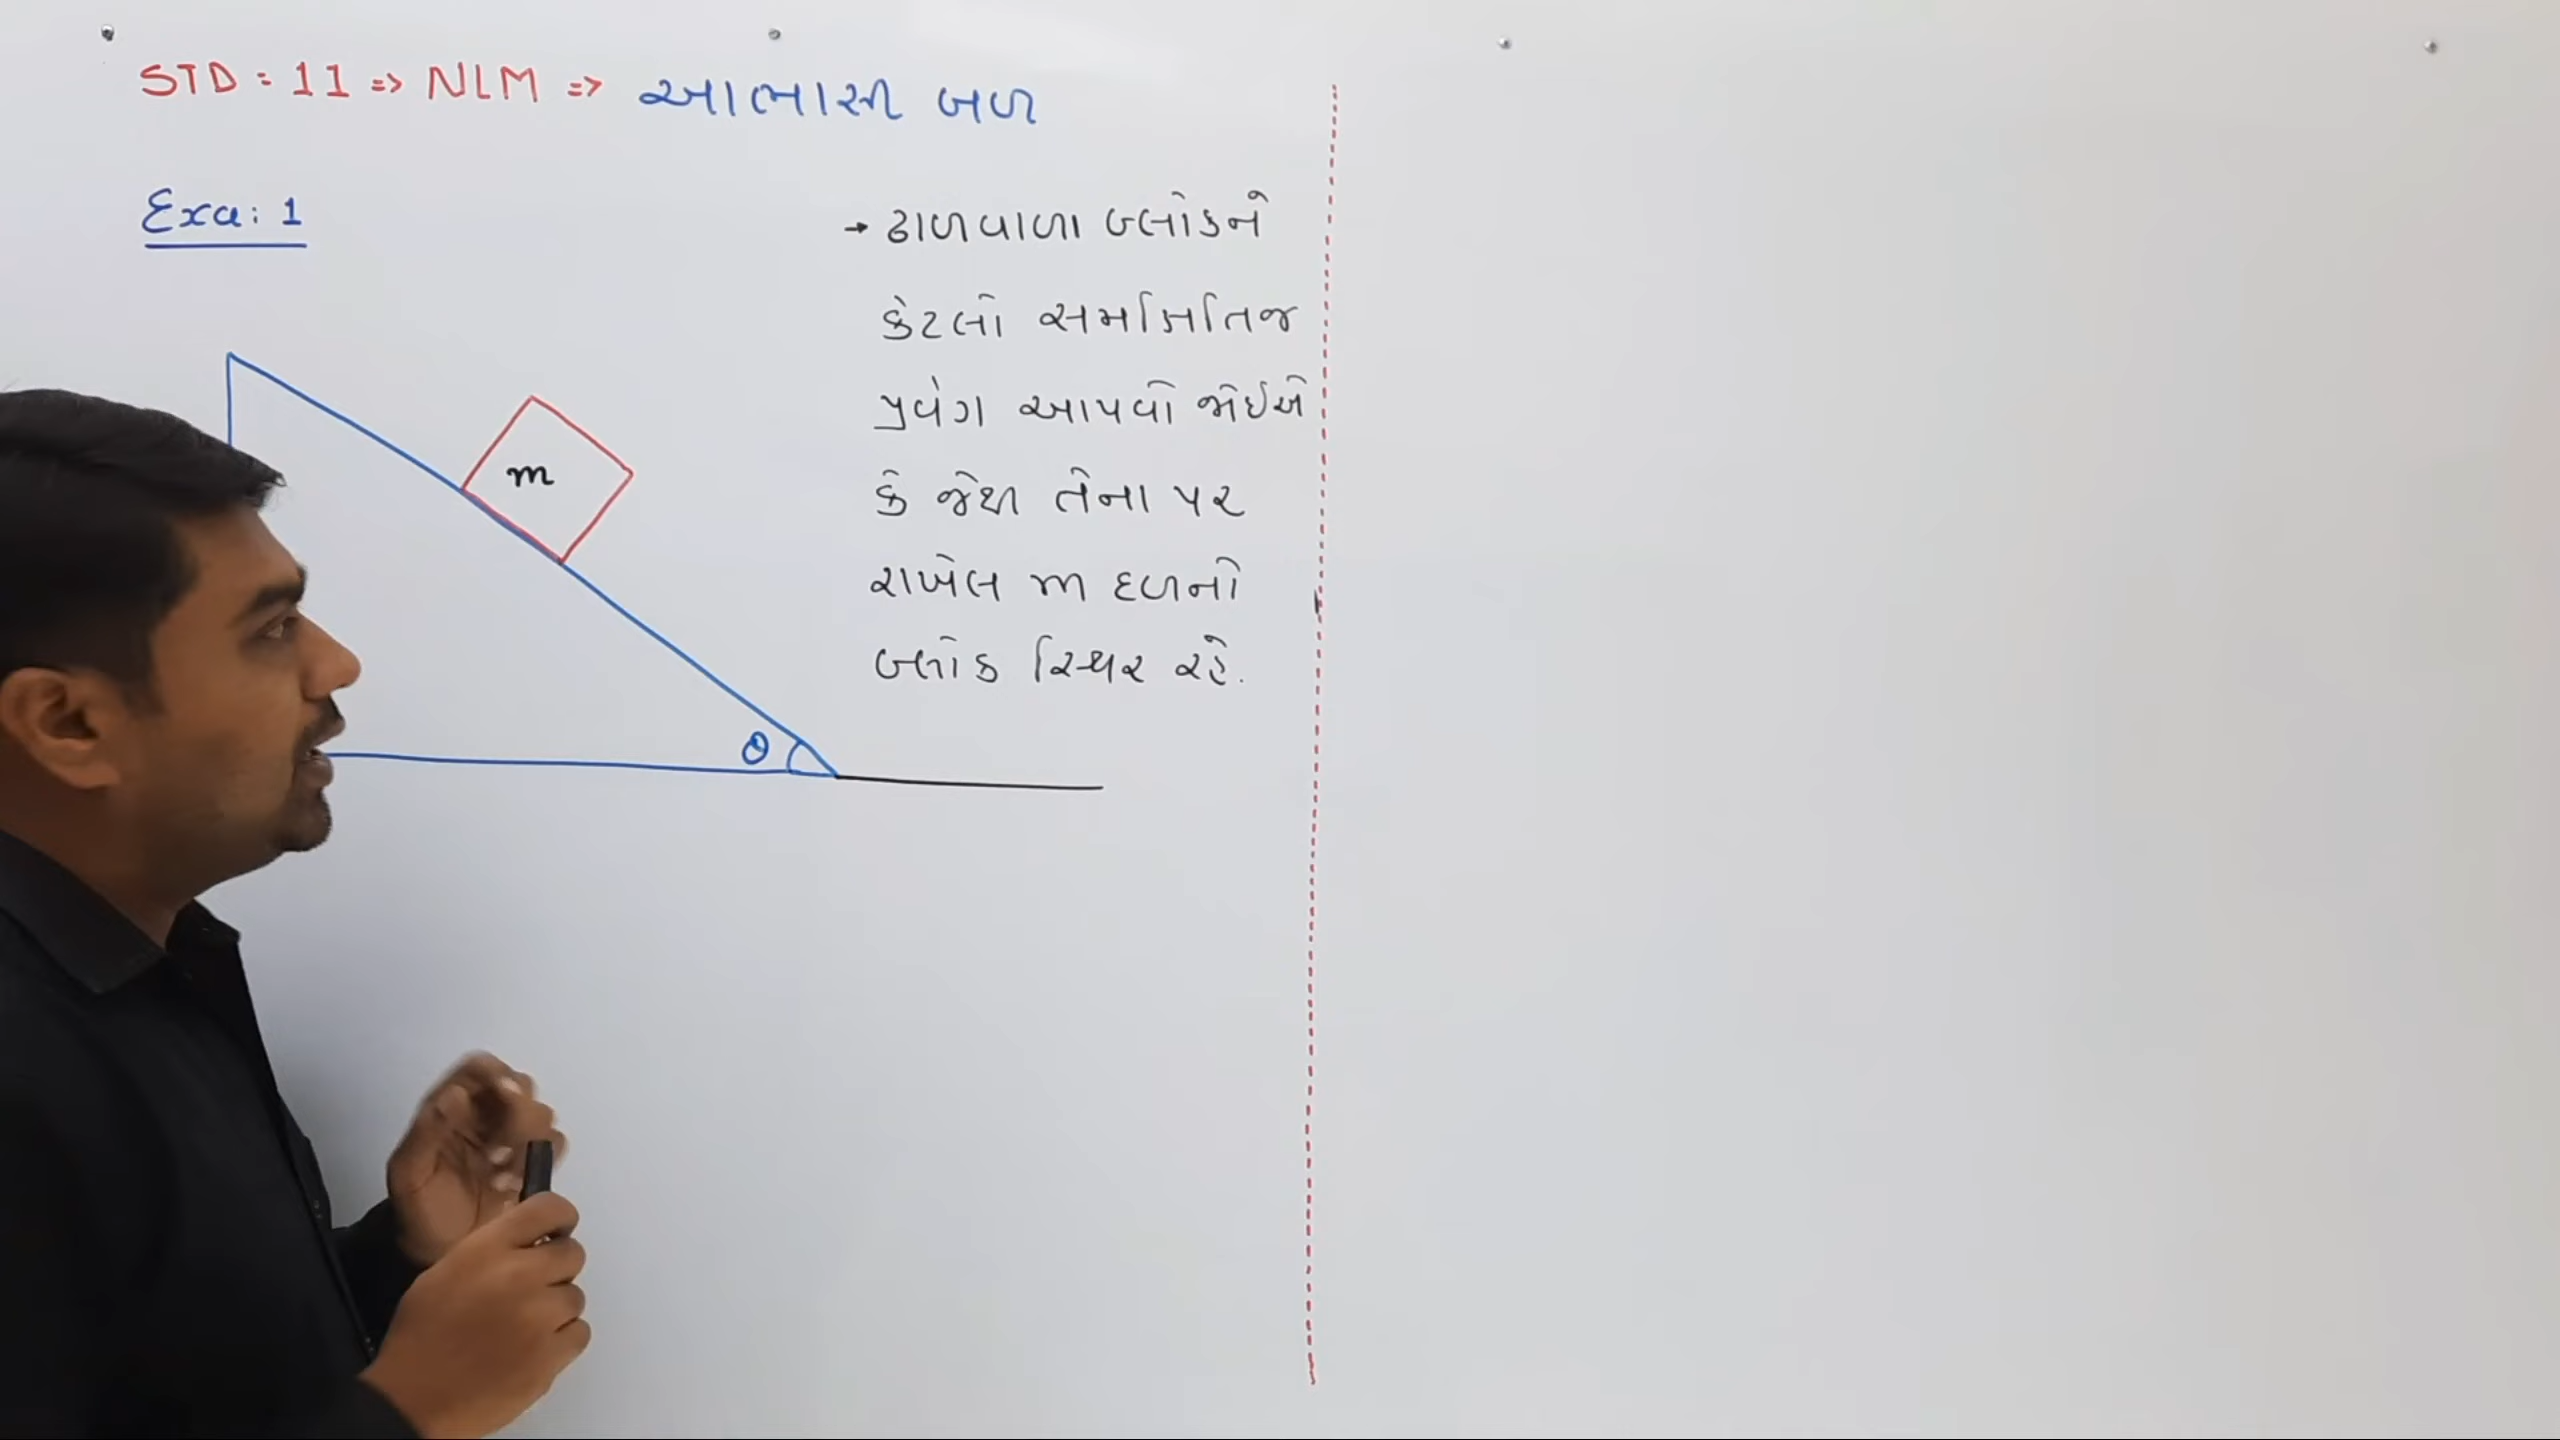 STD : 11 => NLM => આભાસી બળ
Exa: 1
→ ઢાળવાળા બ્લોકને
કેટલો સમક્ષિતિજ
પ્રવેગ આપવો જોઈએ
કે જેથી તેના પર
રાખેલ m દળનો
બ્લોક સ્થિર રહે.
m
θ